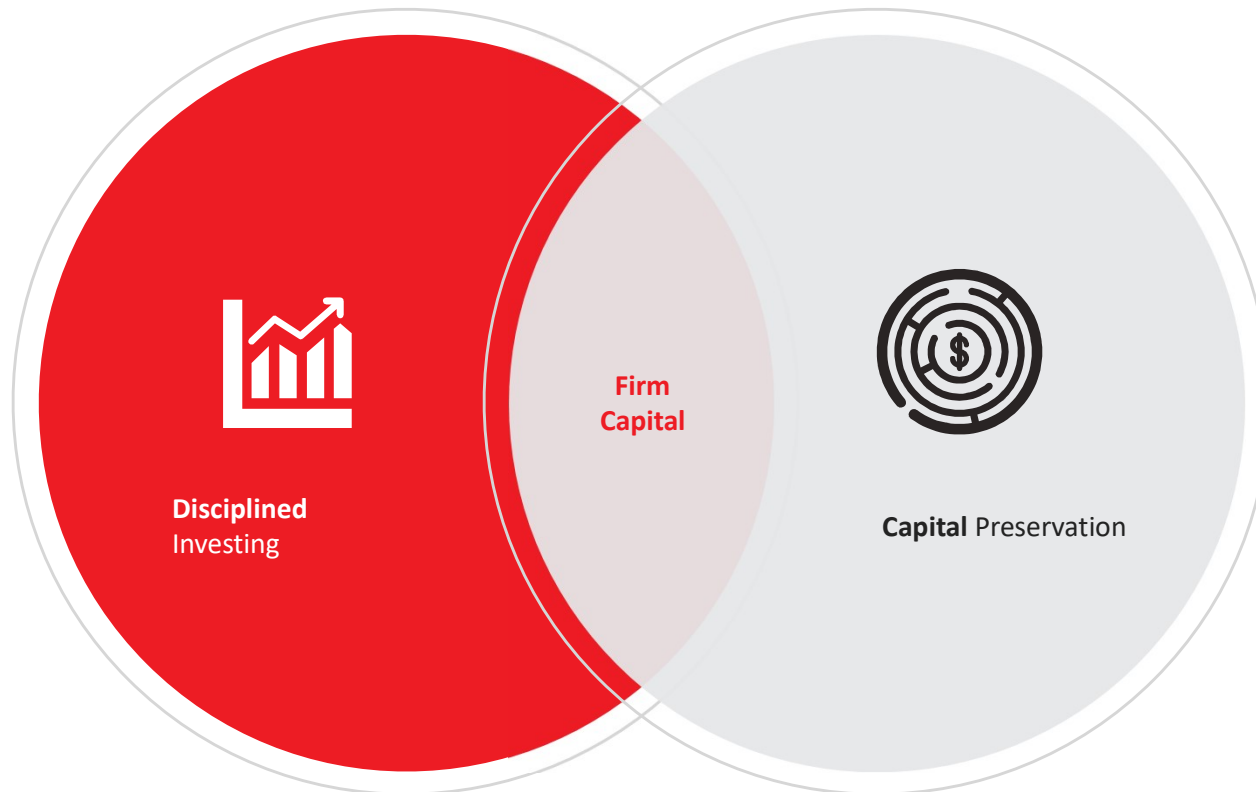 Disciplined
Investing
Firm
Capital
$
Capital Preservation